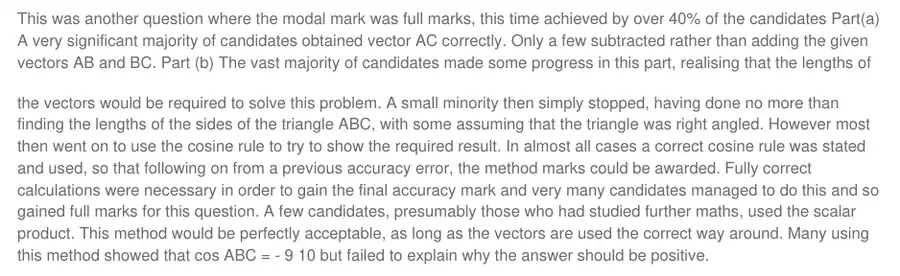 This was another question where the modal mark was full marks, this time achieved by over 40% of the candidates Part(a)
A very significant majority of candidates obtained vector AC correctly. Only a few subtracted rather than adding the given
vectors AB and BC. Part (b) The vast majority of candidates made some progress in this part, realising that the lengths of
the vectors would be required to solve this problem. A small minority then simply stopped, having done no more than
finding the lengths of the sides of the triangle ABC, with some assuming that the triangle was right angled. However most
then went on to use the cosine rule to try to show the required result. In almost all cases a correct cosine rule was stated
and used, so that following on from a previous accuracy error, the method marks could be awarded. Fully correct
calculations were necessary in order to gain the final accuracy mark and very many candidates managed to do this and so
gained full marks for this question. A few candidates, presumably those who had studied further maths, used the scalar
product. This method would be perfectly acceptable, as long as the vectors are used the correct way around. Many using
this method showed that cos ABC = - 9 10 but failed to explain why the answer should be positive.